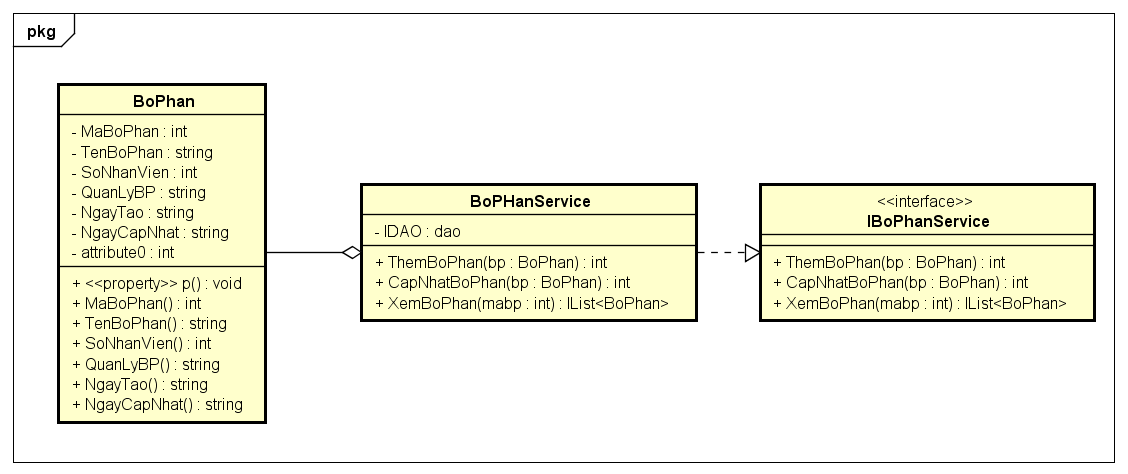 pkg
BoPhan
- MaBoPhan : int
- TenBoPhan : string
- SoNhanVien : int
- QuanLyBP : string
- NgayTao : string
- NgayCapNhat : string
- attribute0 : int
+ <<property>> p() : void
+ MaBoPhan() : int
+ TenBoPhan() : string
+ SoNhanVien() : int
+ QuanLyBP() : string
+ NgayTao() : string
+ NgayCapNhat() : string
BoPHanService
- IDAO : dao
+ ThemBoPhan(bp : BoPhan) : int
+ CapNhatBoPhan(bp : BoPhan) : int
+ XemBoPhan(mabp : int) : IList<BoPhan>
<<interface>>
IBoPhanService
+ ThemBoPhan(bp : BoPhan) : int
+ CapNhatBoPhan(bp : BoPhan) : int
+ XemBoPhan(mabp : int) : IList<BoPhan>